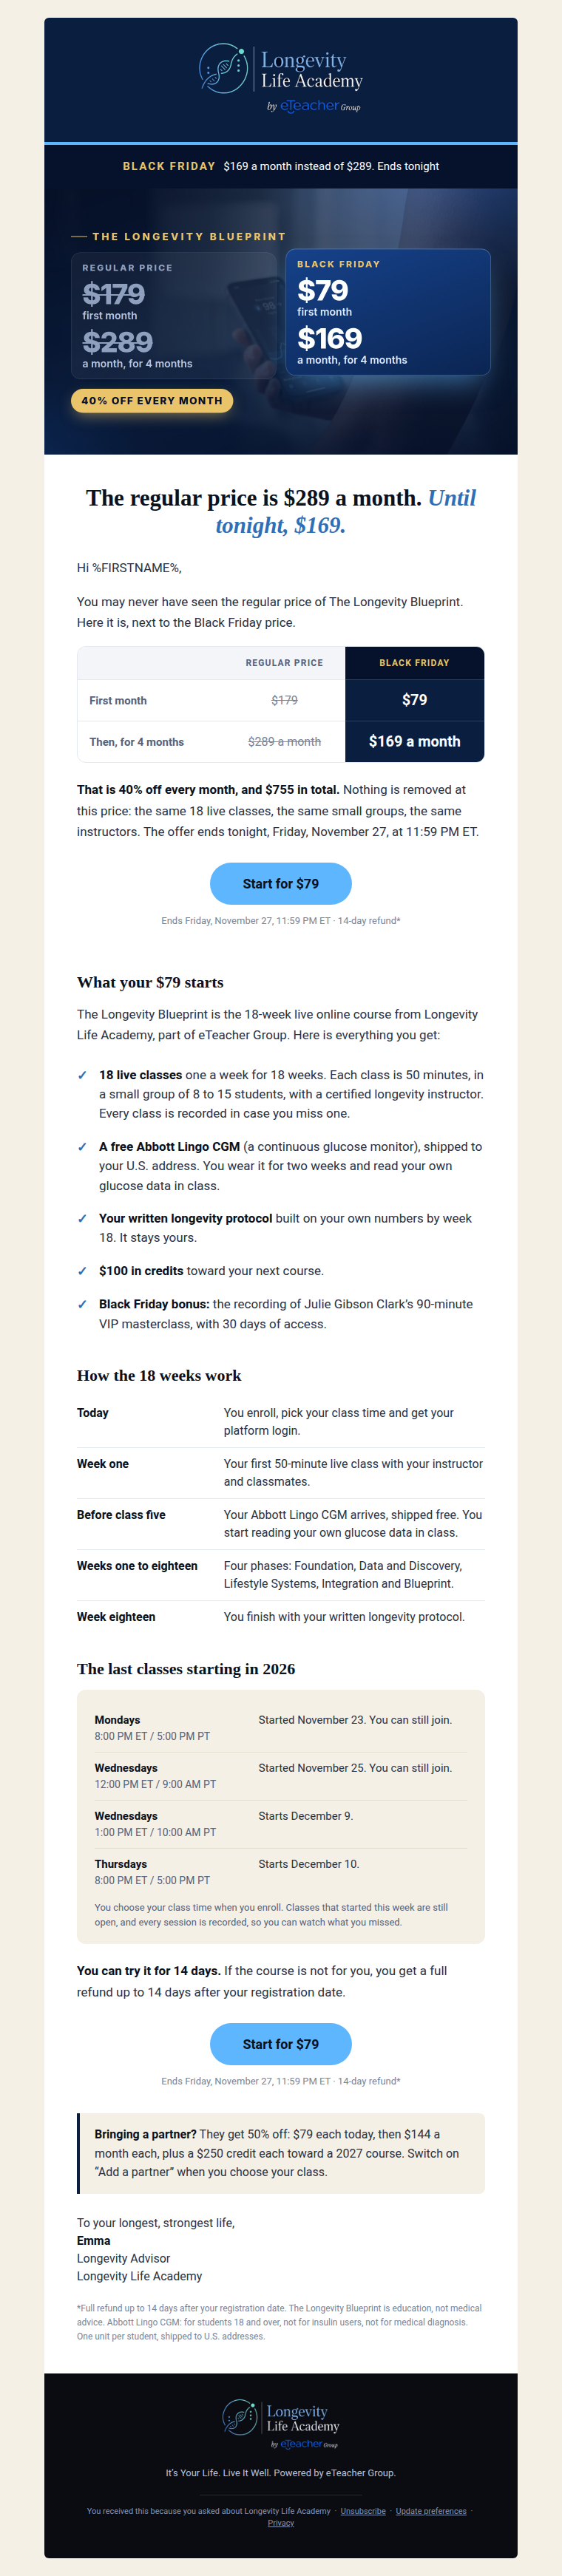 Longevity
Life Academy
by eTeacher Group
BLACK FRIDAY $169 a month instead of $289. Ends tonight
THE LONGEVITY BLUEPRINT
REGULAR PRICE
$179
first month
$289
a month, for 4 months
BLACK FRIDAY
$79
first month
$169
a month, for 4 months
40% OFF EVERY MONTH
The regular price is $289 a month. Until
tonight, $169.
Hi %FIRSTNAME%,
You may never have seen the regular price of The Longevity Blueprint.
Here it is, next to the Black Friday price.
REGULAR PRICE BLACK FRIDAY
First month $179 $79
Then, for 4 months $289 a month $169 a month
That is 40% off every month, and $755 in total. Nothing is removed at
this price: the same 18 live classes, the same small groups, the same
instructors. The offer ends tonight, Friday, November 27, at 11:59 PM ET.
Start for $79
Ends Friday, November 27, 11:59 PM ET · 14-day refund*
What your $79 starts
The Longevity Blueprint is the 18-week live online course from Longevity
Life Academy, part of eTeacher Group. Here is everything you get:
✓ 18 live classes one a week for 18 weeks. Each class is 50 minutes, in
a small group of 8 to 15 students, with a certified longevity instructor.
Every class is recorded in case you miss one.
✓ A free Abbott Lingo CGM (a continuous glucose monitor), shipped to
your U.S. address. You wear it for two weeks and read your own
glucose data in class.
✓ Your written longevity protocol built on your own numbers by week
18. It stays yours.
✓ $100 in credits toward your next course.
✓ Black Friday bonus: the recording of Julie Gibson Clark’s 90-minute
VIP masterclass, with 30 days of access.
How the 18 weeks work
Today You enroll, pick your class time and get your
platform login.
Week one Your first 50-minute live class with your instructor
and classmates.
Before class five Your Abbott Lingo CGM arrives, shipped free. You
start reading your own glucose data in class.
Weeks one to eighteen Four phases: Foundation, Data and Discovery,
Lifestyle Systems, Integration and Blueprint.
Week eighteen You finish with your written longevity protocol.
The last classes starting in 2026
Mondays Started November 23. You can still join.
8:00 PM ET / 5:00 PM PT
Wednesdays Started November 25. You can still join.
12:00 PM ET / 9:00 AM PT
Wednesdays Starts December 9.
1:00 PM ET / 10:00 AM PT
Thursdays Starts December 10.
8:00 PM ET / 5:00 PM PT
You choose your class time when you enroll. Classes that started this week are still
open, and every session is recorded, so you can watch what you missed.
You can try it for 14 days. If the course is not for you, you get a full
refund up to 14 days after your registration date.
Start for $79
Ends Friday, November 27, 11:59 PM ET · 14-day refund*
Bringing a partner? They get 50% off: $79 each today, then $144 a
month each, plus a $250 credit each toward a 2027 course. Switch on
“Add a partner” when you choose your class.
To your longest, strongest life,
Emma
Longevity Advisor
Longevity Life Academy
*Full refund up to 14 days after your registration date. The Longevity Blueprint is education, not medical
advice. Abbott Lingo CGM: for students 18 and over, not for insulin users, not for medical diagnosis.
One unit per student, shipped to U.S. addresses.
Longevity
Life Academy
by eTeacher Group
It’s Your Life. Live It Well. Powered by eTeacher Group.
You received this because you asked about Longevity Life Academy · Unsubscribe · Update preferences ·
Privacy